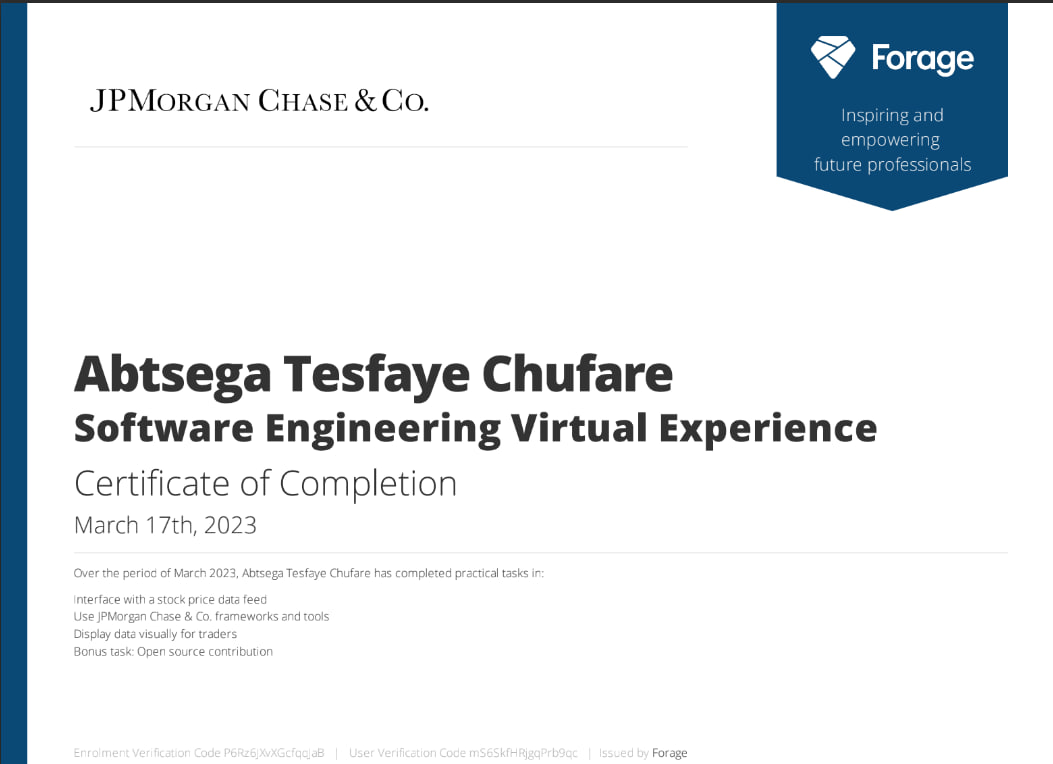 JPMORGAN CHASE & CO.
Forage
Inspiring and
empowering
future professionals
Abtsega Tesfaye Chufare
Software Engineering Virtual Experience
Certificate of Completion
March 17th, 2023
Over the period of March 2023, Abtsega Tesfaye Chufare has completed practical tasks in:
Interface with a stock price data feed
Use JPMorgan Chase & Co. frameworks and tools
Display data visually for traders
Bonus task: Open source contribution
Enrolment Verification Code P6Rz6jXvXGcfqqJaB | User Verification Code mS6SkfHRjgqPrb9qc | Issued by Forage